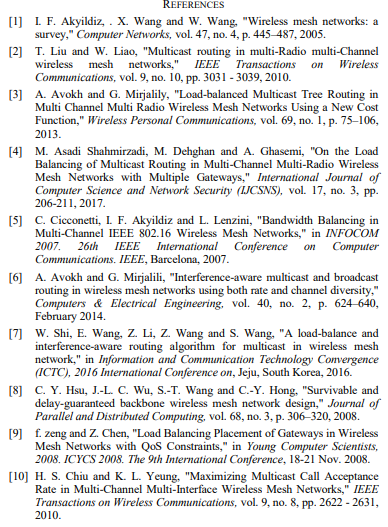 REFERENCES
[1] I. F. Akyildiz, . X. Wang and W. Wang, "Wireless mesh networks: a
survey," Computer Networks, vol. 47, no. 4, p. 445–487, 2005.
[2] T. Liu and W. Liao, "Multicast routing in multi-Radio multi-Channel
wireless mesh networks," IEEE Transactions on Wireless
Communications, vol. 9, no. 10, pp. 3031 - 3039, 2010.
[3] A. Avokh and G. Mirjalily, "Load-balanced Multicast Tree Routing in
Multi Channel Multi Radio Wireless Mesh Networks Using a New Cost
Function," Wireless Personal Communications, vol. 69, no. 1, p. 75–106,
2013.
[4] M. Asadi Shahmirzadi, M. Dehghan and A. Ghasemi, "On the Load
Balancing of Multicast Routing in Multi-Channel Multi-Radio Wireless
Mesh Networks with Multiple Gateways," International Journal of
Computer Science and Network Security (IJCSNS), vol. 17, no. 3, pp.
206-211, 2017.
[5] C. Cicconetti, I. F. Akyildiz and L. Lenzini, "Bandwidth Balancing in
Multi-Channel IEEE 802.16 Wireless Mesh Networks," in INFOCOM
2007. 26th IEEE International Conference on Computer
Communications. IEEE, Barcelona, 2007.
[6] A. Avokh and G. Mirjalili, "Interference-aware multicast and broadcast
routing in wireless mesh networks using both rate and channel diversity,"
Computers & Electrical Engineering, vol. 40, no. 2, p. 624–640,
February 2014.
[7] W. Shi, E. Wang, Z. Li, Z. Wang and S. Wang, "A load-balance and
interference-aware routing algorithm for multicast in wireless mesh
network," in Information and Communication Technology Convergence
(ICTC), 2016 International Conference on, Jeju, South Korea, 2016.
[8] C. Y. Hsu, J.-L. C. Wu, S.-T. Wang and C.-Y. Hong, "Survivable and
delay-guaranteed backbone wireless mesh network design," Journal of
Parallel and Distributed Computing, vol. 68, no. 3, p. 306–320, 2008.
[9] f. zeng and Z. Chen, "Load Balancing Placement of Gateways in Wireless
Mesh Networks with QoS Constraints," in Young Computer Scientists,
2008. ICYCS 2008. The 9th International Conference, 18-21 Nov. 2008.
[10] H. S. Chiu and K. L. Yeung, "Maximizing Multicast Call Acceptance
Rate in Multi-Channel Multi-Interface Wireless Mesh Networks," IEEE
Transactions on Wireless Communications, vol. 9, no. 8, pp. 2622 - 2631,
2010.